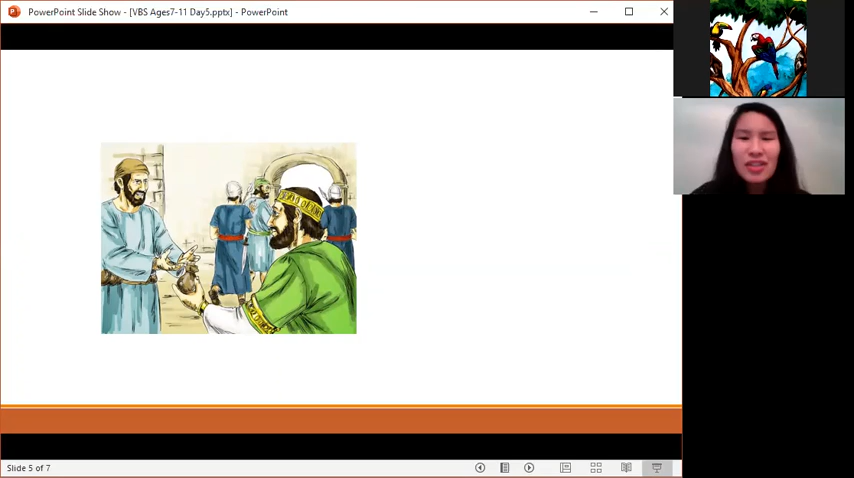 PowerPoint Slide Show - [VBS Ages7-11 Day5.pptx] - PowerPoint
Slide 5 of 7